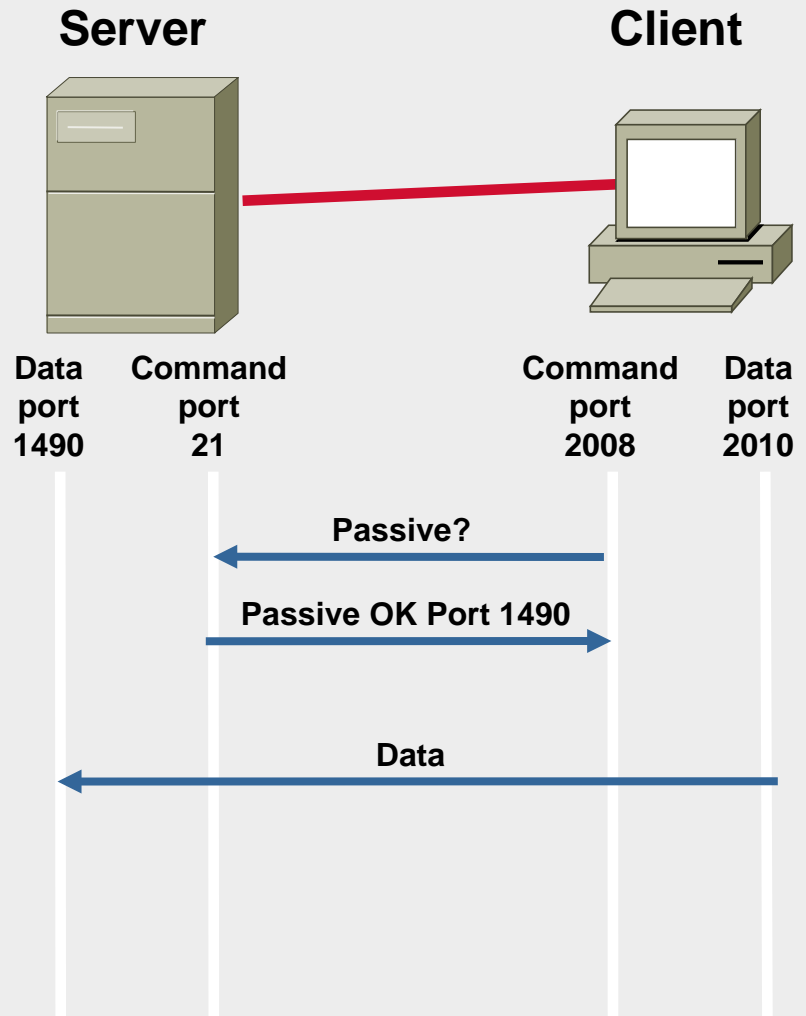 Server
Client
Data
port
1490
Command
port
21
Command
port
2008
Data
port
2010
Passive?
Passive OK Port 1490
Data